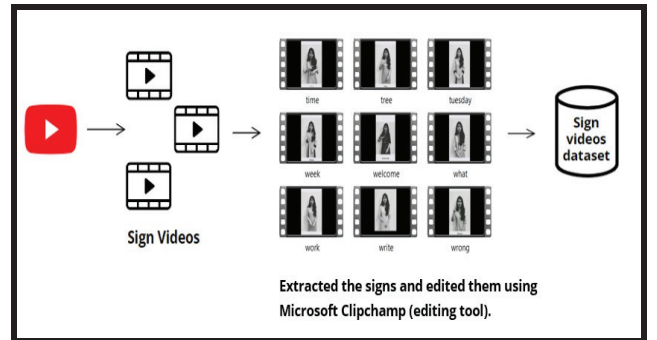 time tree tuesday
week welcome what
work write wrong
Sign Videos
Sign
videos
dataset
Extracted the signs and edited them using
Microsoft Clipchamp (editing tool).